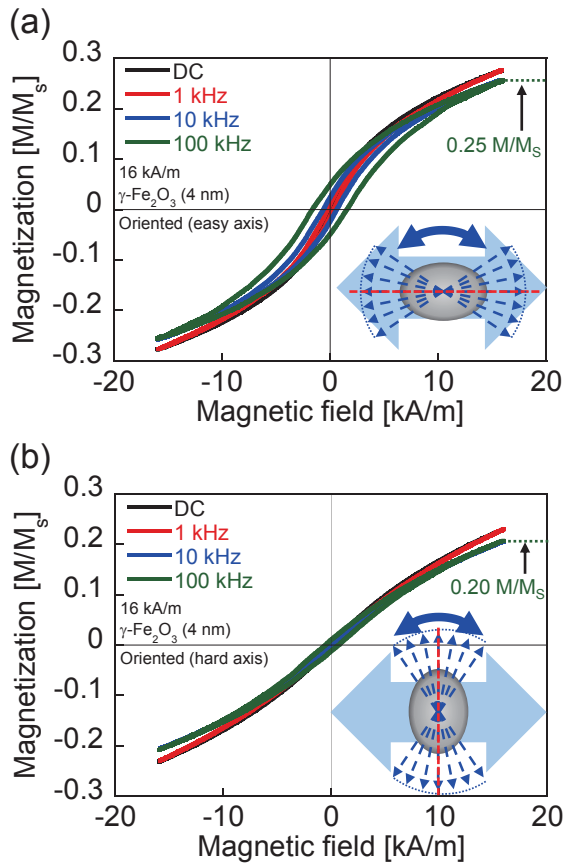 (a)
Magnetization [M/Mₛ]
0.3
0.2
0.1
0
-0.1
-0.2
-0.3
DC
1 kHz
10 kHz
100 kHz
16 kA/m
γ-Fe₂O₃ (4 nm)
Oriented (easy axis)
0.25 M/M_S
-20 -10 0 10 20
Magnetic field [kA/m]
(b)
Magnetization [M/Mₛ]
0.3
0.2
0.1
0
-0.1
-0.2
-0.3
DC
1 kHz
10 kHz
100 kHz
16 kA/m
γ-Fe₂O₃ (4 nm)
Oriented (hard axis)
0.20 M/M_S
-20 -10 0 10 20
Magnetic field [kA/m]